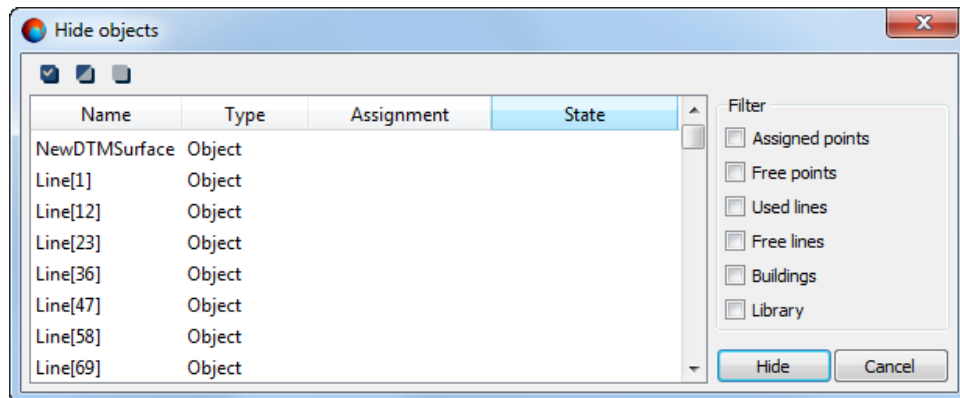 Hide objects
Name Type Assignment State
NewDTMSurface Object
Line[1] Object
Line[12] Object
Line[23] Object
Line[36] Object
Line[47] Object
Line[58] Object
Line[69] Object
Filter
Assigned points
Free points
Used lines
Free lines
Buildings
Library
Hide Cancel